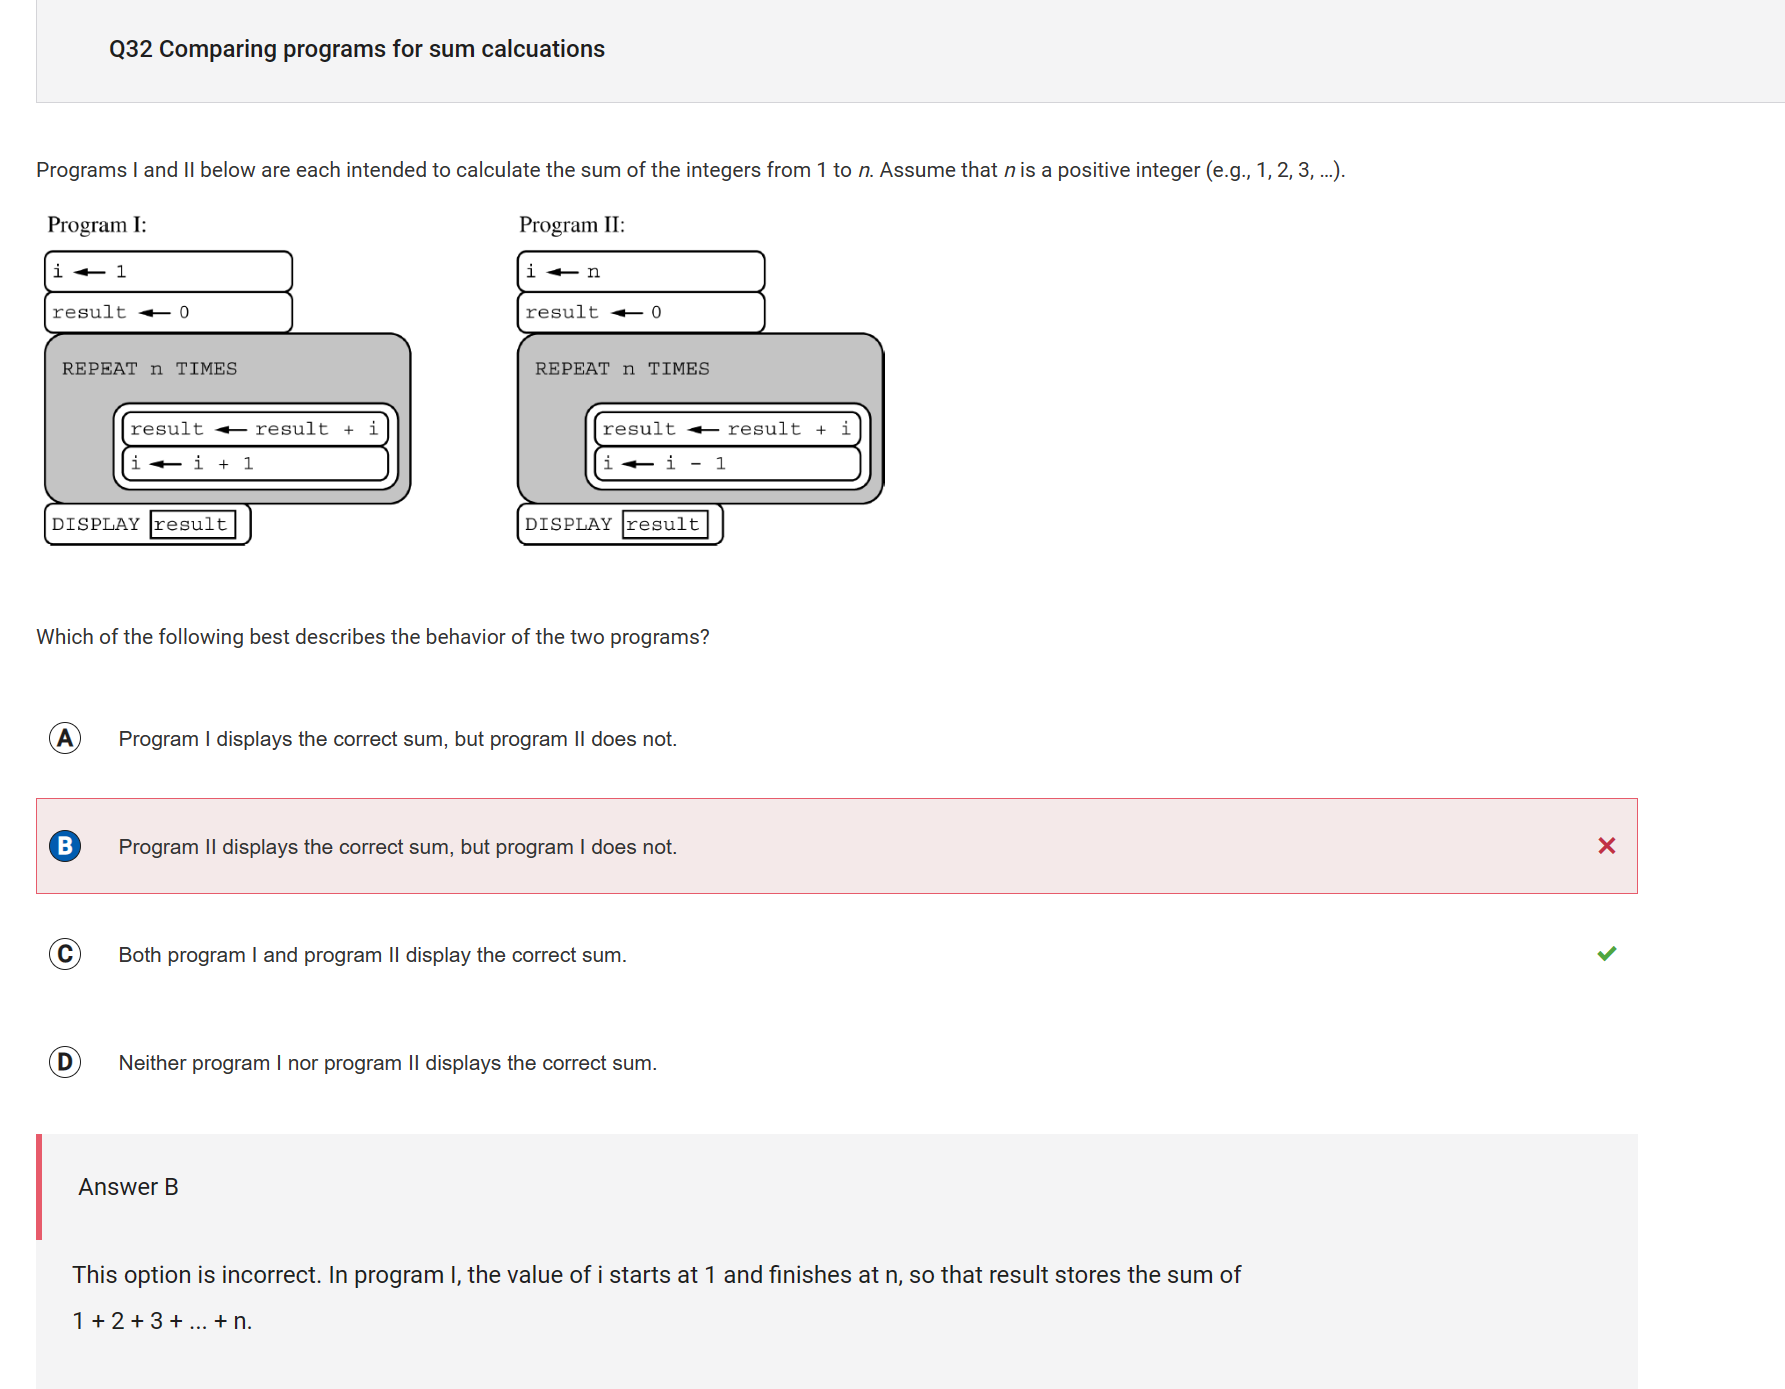 Q32 Comparing programs for sum calcuations
Programs I and II below are each intended to calculate the sum of the integers from 1 to n. Assume that n is a positive integer (e.g., 1, 2, 3, ...).
Program I:
i ← 1
result ← 0
REPEAT n TIMES
result ← result + i
i ← i + 1
DISPLAY result
Program II:
i ← n
result ← 0
REPEAT n TIMES
result ← result + i
i ← i - 1
DISPLAY result
Which of the following best describes the behavior of the two programs?
A Program I displays the correct sum, but program II does not.
B Program II displays the correct sum, but program I does not.
C Both program I and program II display the correct sum.
D Neither program I nor program II displays the correct sum.
Answer B
This option is incorrect. In program I, the value of i starts at 1 and finishes at n, so that result stores the sum of
1 + 2 + 3 + ... + n.